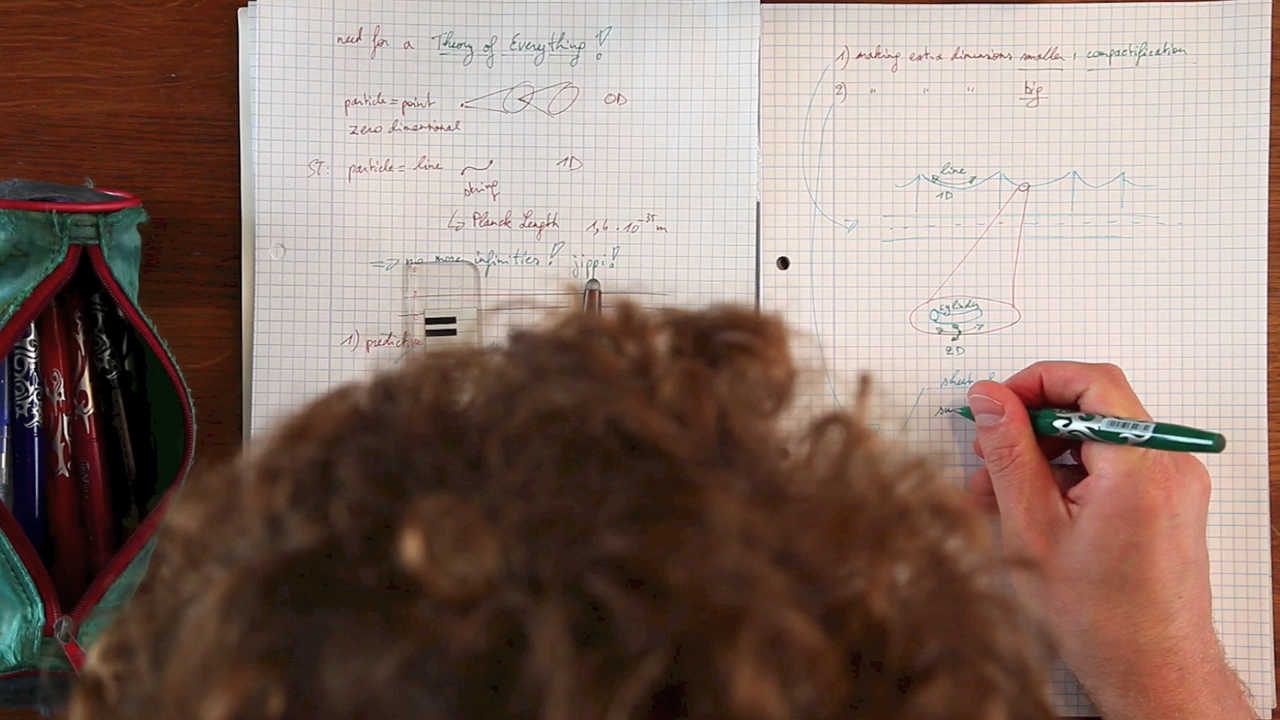 need for a Theory of Everything!
particle = point 0D
zero dimensional
ST: particle = line 1D
string
↳ Planck Length 1,6 · 10⁻³⁵ m
=> no more infinities! jippi!
1) predictive
1) making extra dimensions smaller, compactification
2) " " " big
line
1D
cylinder
2D